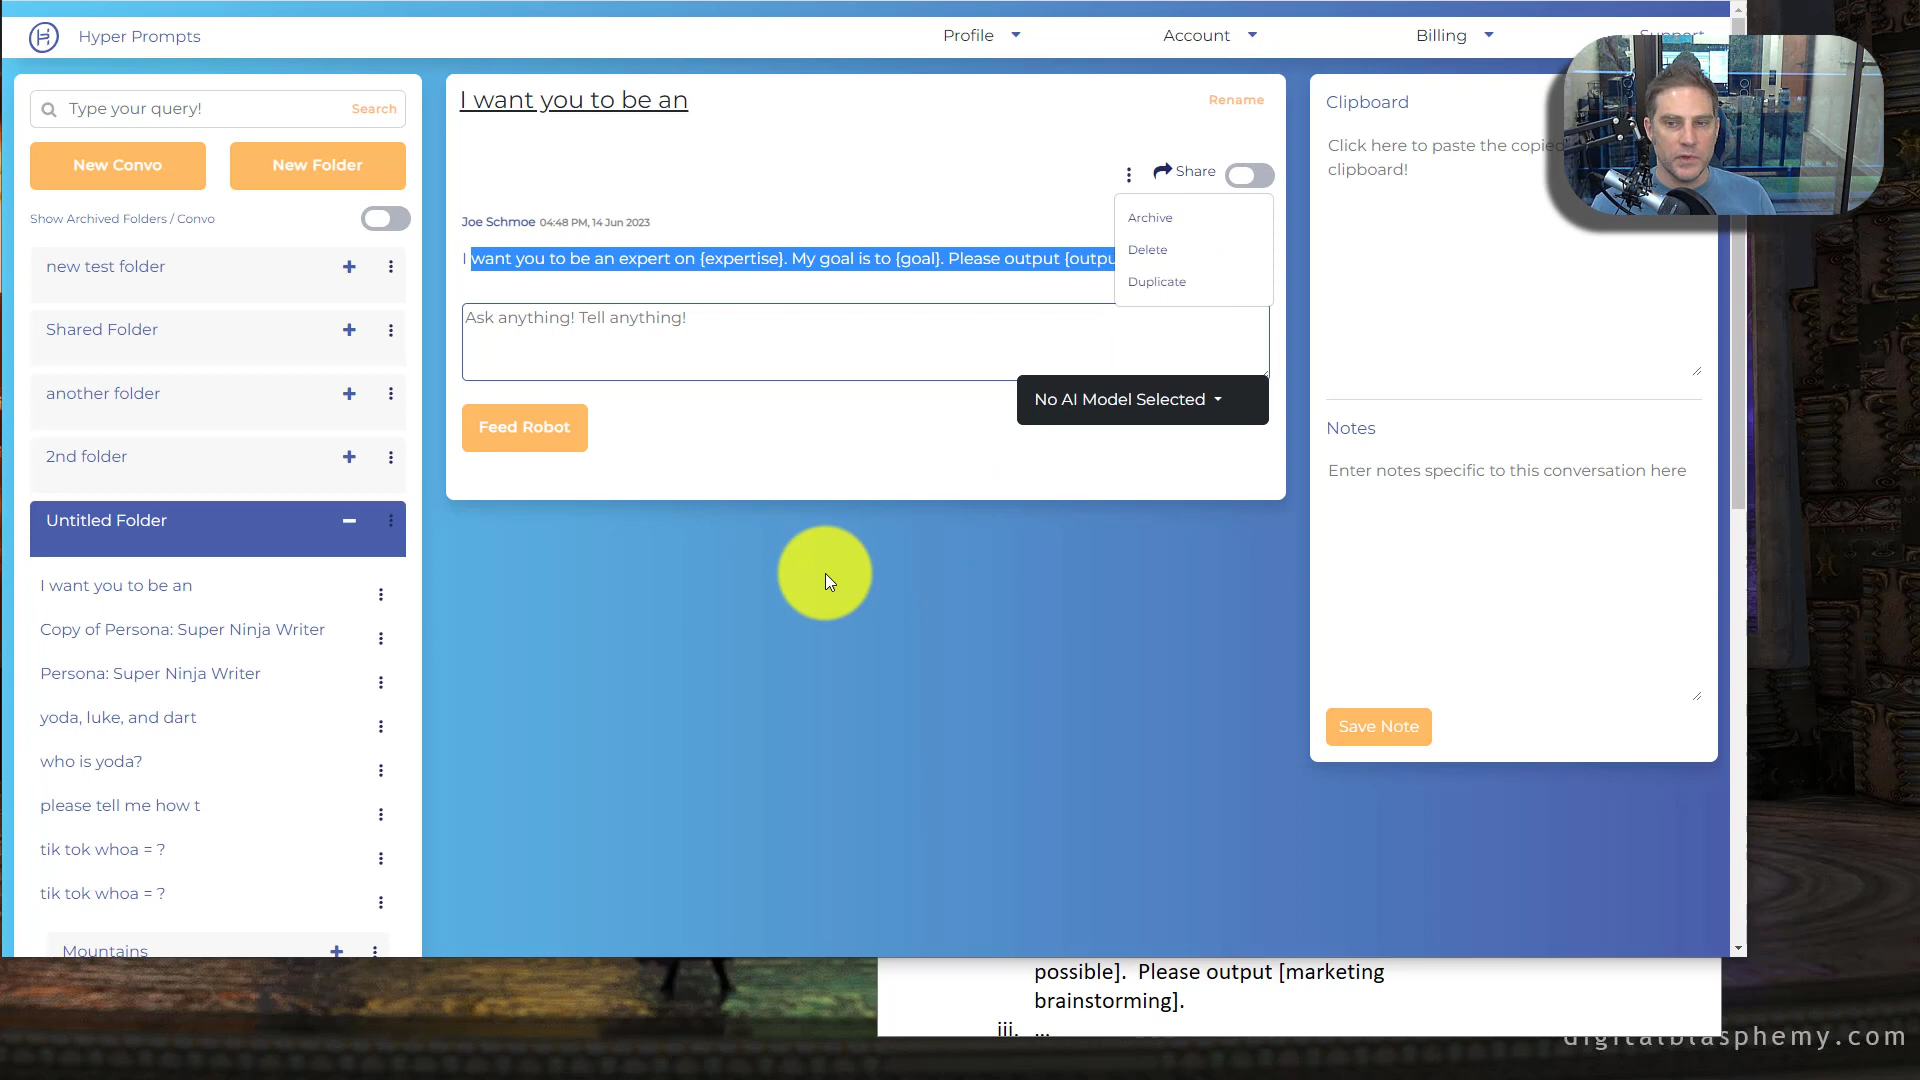 Hyper Prompts
Profile
Account
Billing
Support
Type your query!
Search
New Convo
New Folder
Show Archived Folders / Convo
new test folder
Shared Folder
another folder
2nd folder
Untitled Folder
I want you to be an
Copy of Persona: Super Ninja Writer
Persona: Super Ninja Writer
yoda, luke, and dart
who is yoda?
please tell me how t
tik tok whoa = ?
tik tok whoa = ?
Mountains
I want you to be an
Rename
Share
Archive
Delete
Duplicate
Joe Schmoe 04:48 PM, 14 Jun 2023
I want you to be an expert on {expertise}. My goal is to {goal}. Please output {outpu
Ask anything! Tell anything!
No AI Model Selected
Feed Robot
Clipboard
Click here to paste the copied
clipboard!
Notes
Enter notes specific to this conversation here
Save Note
possible]. Please output [marketing
brainstorming].
iii. ...
digitalblasphemy.com